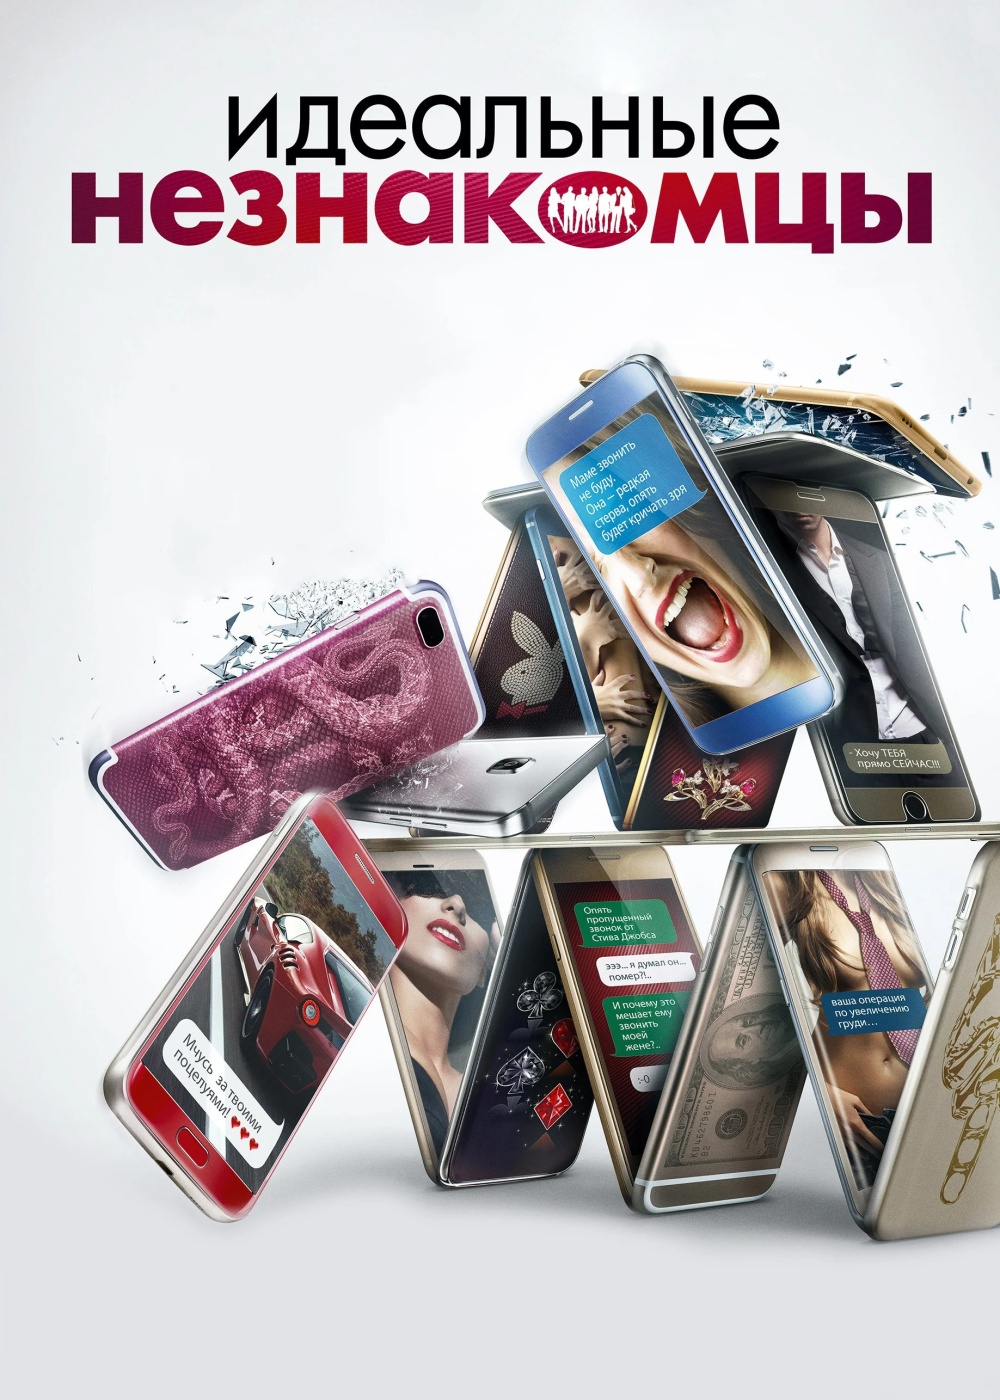 идеальные
незнакомцы
Маме звонить
не буду.
Она – редкая
стерва, опять
будет кричать зря
- Хочу ТЕБЯ
прямо СЕЙЧАС!!!
Мчусь за твоими
поцелуями!
Опять
пропущенный
звонок от
Стива Джобса
эээ... я думал он...
помер?!..
И почему это
мешает ему
звонить
моей
жене?..
:-0
ваша операция
по увеличению
груди...